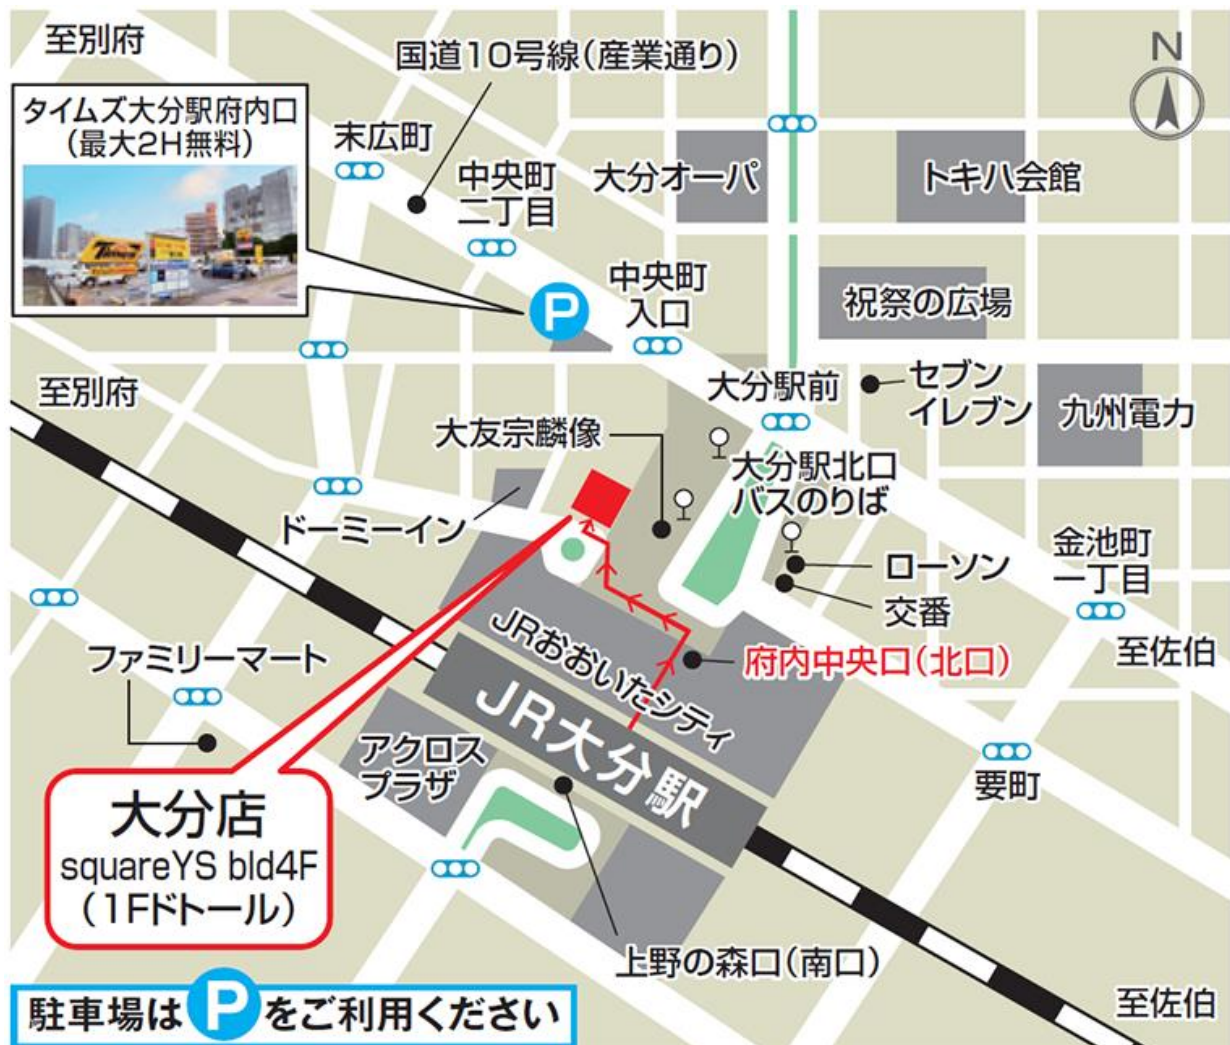 至別府
国道10号線(産業通り)
N
タイムズ大分駅府内口
(最大2H無料)
末広町
中央町
二丁目
大分オーパ
トキハ会館
中央町
入口
P
祝祭の広場
至別府
大分駅前
セブン
イレブン
九州電力
大友宗麟像
大分駅北口
バスのりば
ドーミーイン
ローソン
交番
金池町
一丁目
至佐伯
ファミリーマート
JRおおいたシティ
府内中央口(北口)
JR大分駅
アクロス
プラザ
要町
大分店
squareYS bld4F
(1Fドトール)
上野の森口(南口)
至佐伯
駐車場はPをご利用ください